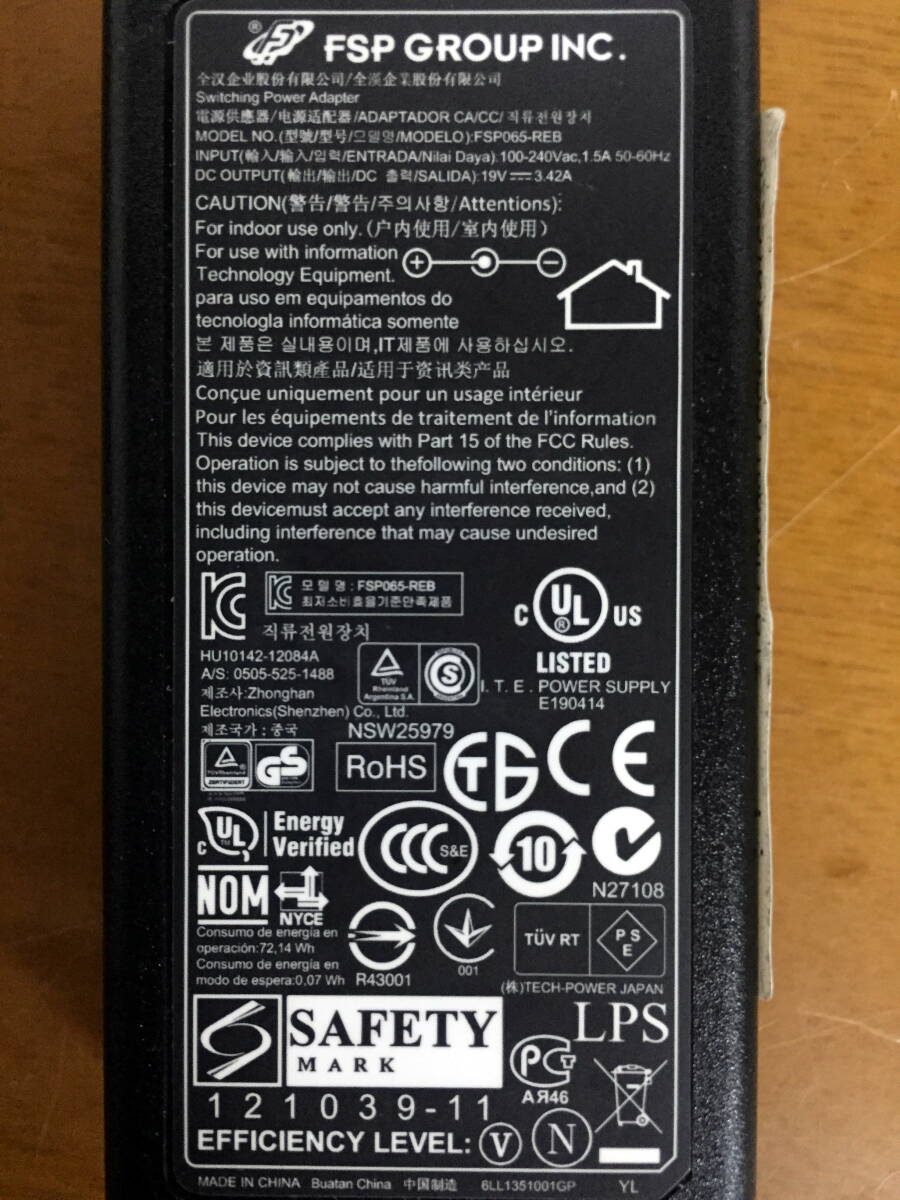 FSP GROUP INC.
全汉企业股份有限公司/全漢企業股份有限公司
Switching Power Adapter
電源供應器/电源适配器/ADAPTADOR CA/CC/ 직류전원장치
MODEL NO.(型號/型号/모델명/MODELO):FSP065-REB
INPUT(輸入/输入/입력/ENTRADA/Nilai Daya).100-240Vac,1.5A 50-60Hz
DC OUTPUT(輸出/输出/DC 출력/SALIDA):19V⎓3.42A
CAUTION(警告/警告/주의사항/Attentions):
For indoor use only.(户内使用/室内使用)
For use with information
Technology Equipment.
para uso em equipamentos do
tecnologla informática somente
본 제품은 실내용이며,IT제품에 사용하십시오.
適用於資訊類產品/适用于资讯类产品
Conçue uniquement pour un usage intérieur
Pour les équipements de traitement de l'information
This device complies with Part 15 of the FCC Rules.
Operation is subject to thefollowing two conditions: (1)
this device may not cause harmful interference,and (2)
this devicemust accept any interference received,
including interference that may cause undesired
operation.
모델명 : FSP065-REB
최저소비효율기준만족제품
직류전원장치
C UL ® US
LISTED
I. T. E . POWER SUPPLY
E190414
HU10142-12084A
A/S: 0505-525-1488
제조사:Zhonghan
Electronics(Shenzhen) Co., Ltd.
제조국가 : 중국
TÜV
Rheinland
Argentina S.A.
S
NSW25979
TÜVRheinland
CERTIFIED
GS
RoHS
CE
C UL
Energy
Verified
CCC S&E
10
N27108
NOM
NYCE
Consumo de energía en
operación:72,14 Wh
Consumo de energía en
modo de espera:0,07 Wh
R43001
001
TÜV RT
PSE
(株)TECH-POWER JAPAN
SAFETY
MARK
LPS
PCT
АЯ46
121039-11
EFFICIENCY LEVEL: V N
MADE IN CHINA Buatan China 中国制造 6LL1351001GP YL